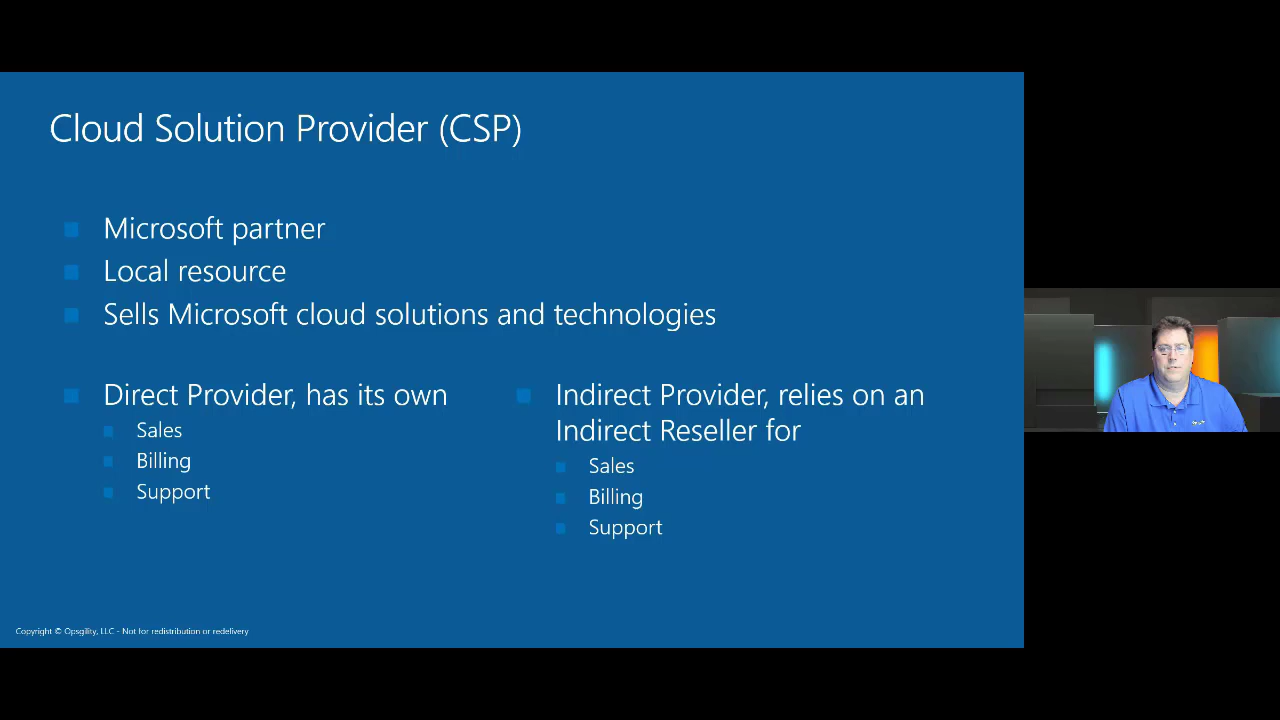 Cloud Solution Provider (CSP)
Microsoft partner
Local resource
Sells Microsoft cloud solutions and technologies
Direct Provider, has its own
Sales
Billing
Support
Indirect Provider, relies on an
Indirect Reseller for
Sales
Billing
Support
Copyright © Opsgility, LLC - Not for redistribution or redelivery